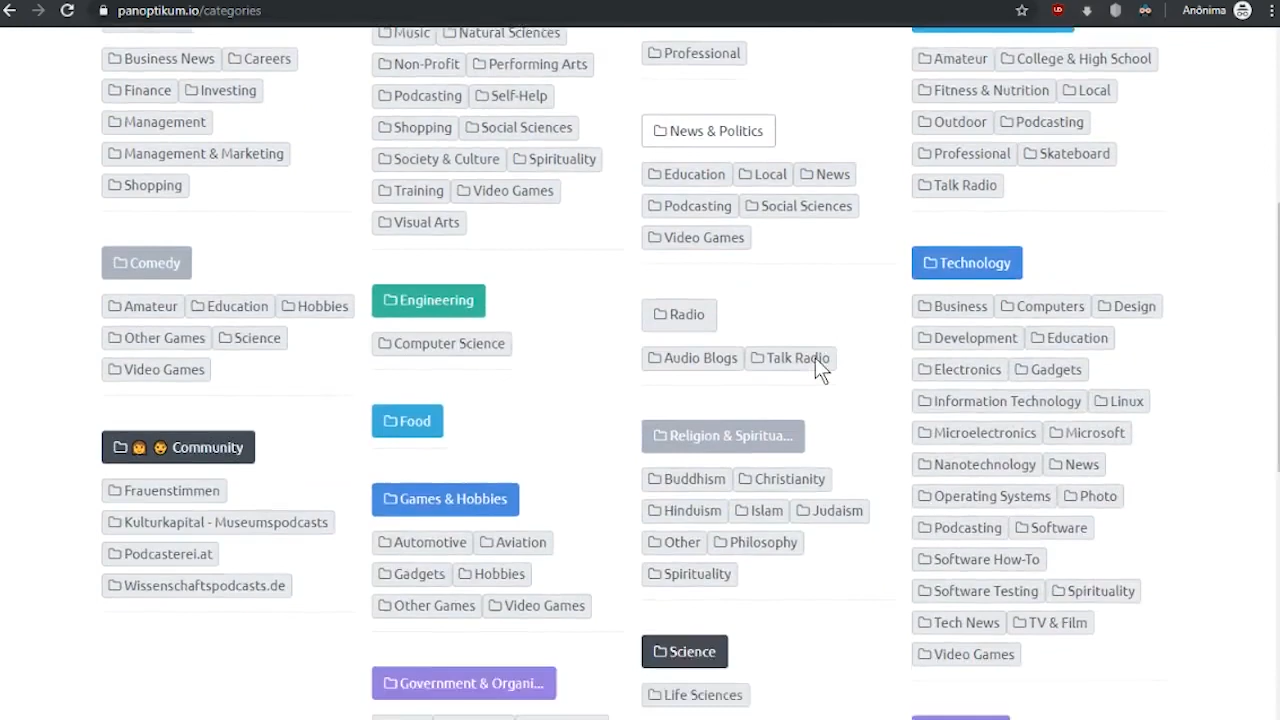 panoptikum.io/categories
Anônima
Business News Careers
Finance Investing
Management
Management & Marketing
Shopping
Comedy
Amateur Education Hobbies
Other Games Science
Video Games
Community
Frauenstimmen
Kulturkapital - Museumspodcasts
Podcasterei.at
Wissenschaftspodcasts.de
Music Natural Sciences
Non-Profit Performing Arts
Podcasting Self-Help
Shopping Social Sciences
Society & Culture Spirituality
Training Video Games
Visual Arts
Engineering
Computer Science
Food
Games & Hobbies
Automotive Aviation
Gadgets Hobbies
Other Games Video Games
Government & Organi...
Professional
News & Politics
Education Local News
Podcasting Social Sciences
Video Games
Radio
Audio Blogs Talk Radio
Religion & Spiritua...
Buddhism Christianity
Hinduism Islam Judaism
Other Philosophy
Spirituality
Science
Life Sciences
Amateur College & High School
Fitness & Nutrition Local
Outdoor Podcasting
Professional Skateboard
Talk Radio
Technology
Business Computers Design
Development Education
Electronics Gadgets
Information Technology Linux
Microelectronics Microsoft
Nanotechnology News
Operating Systems Photo
Podcasting Software
Software How-To
Software Testing Spirituality
Tech News TV & Film
Video Games